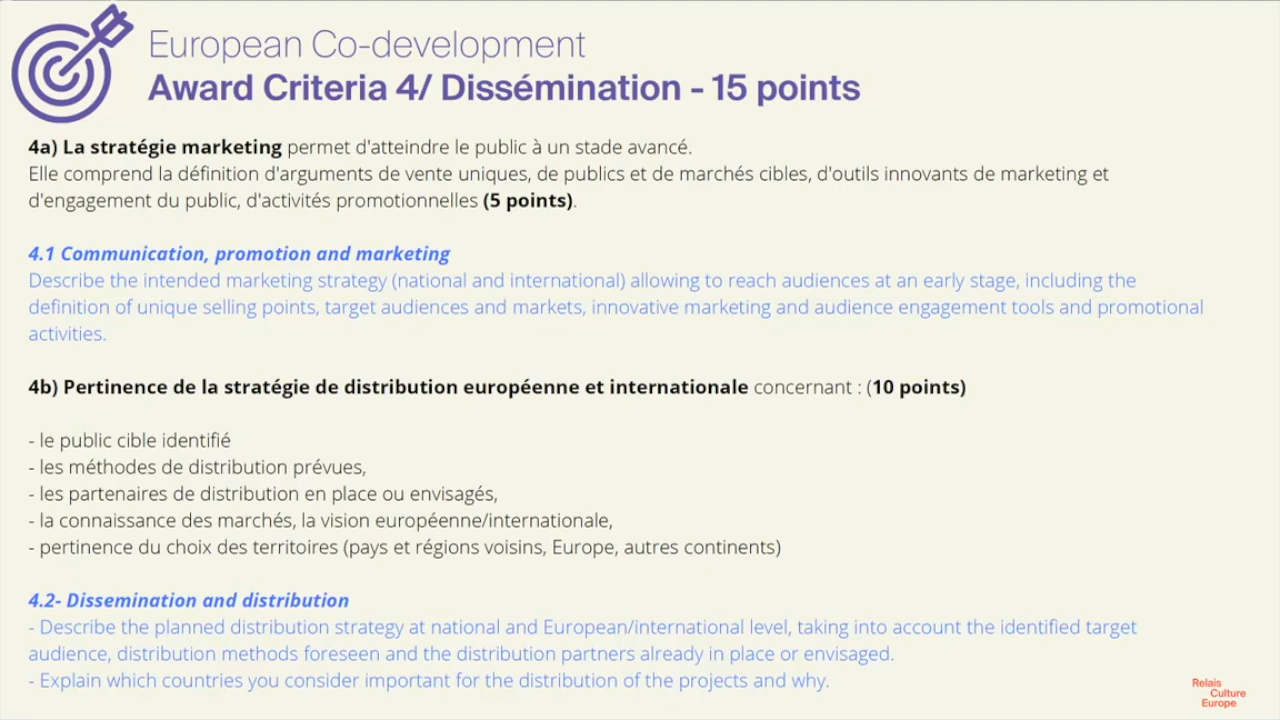 European Co-development
Award Criteria 4/ Dissémination - 15 points
4a) La stratégie marketing permet d'atteindre le public à un stade avancé.
Elle comprend la définition d'arguments de vente uniques, de publics et de marchés cibles, d'outils innovants de marketing et
d'engagement du public, d'activités promotionnelles (5 points).
4.1 Communication, promotion and marketing
Describe the intended marketing strategy (national and international) allowing to reach audiences at an early stage, including the
definition of unique selling points, target audiences and markets, innovative marketing and audience engagement tools and promotional
activities.
4b) Pertinence de la stratégie de distribution européenne et internationale concernant : (10 points)
- le public cible identifié
- les méthodes de distribution prévues,
- les partenaires de distribution en place ou envisagés,
- la connaissance des marchés, la vision européenne/internationale,
- pertinence du choix des territoires (pays et régions voisins, Europe, autres continents)
4.2- Dissemination and distribution
- Describe the planned distribution strategy at national and European/international level, taking into account the identified target
audience, distribution methods foreseen and the distribution partners already in place or envisaged.
- Explain which countries you consider important for the distribution of the projects and why.
Relais
Culture
Europe